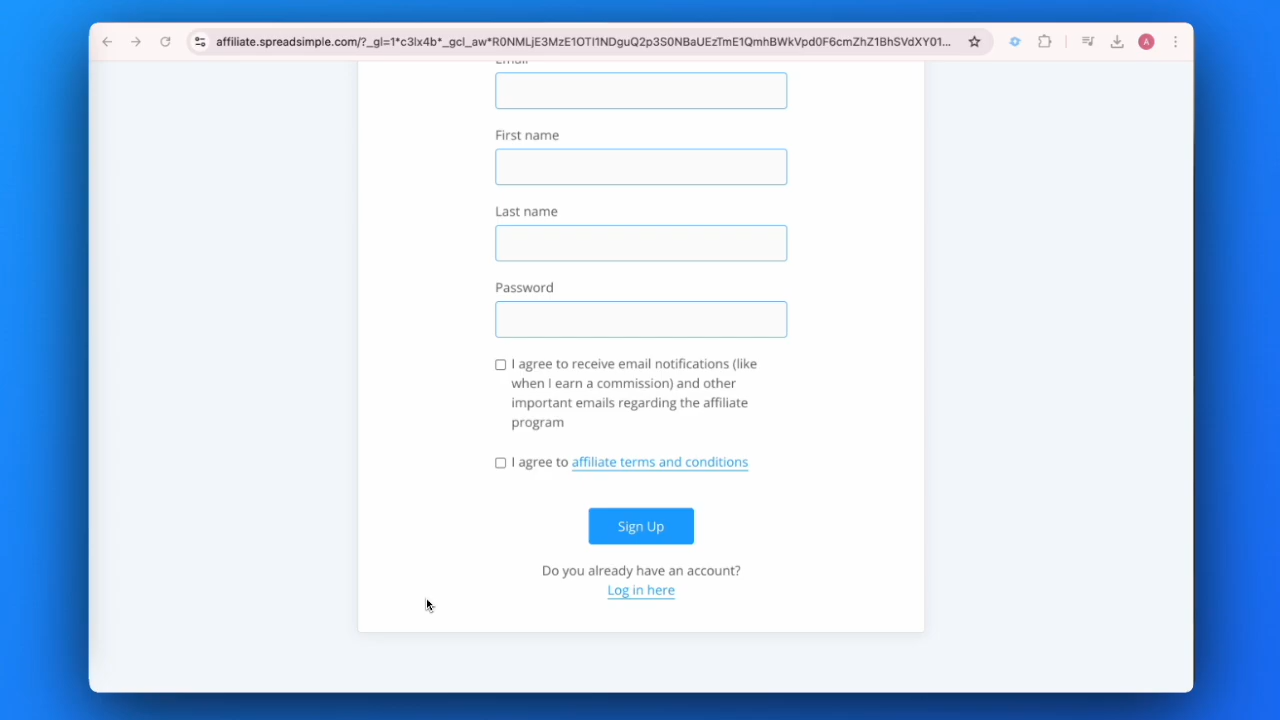 affiliate.spreadsimple.com/?_gl=1*c3lx4b*_gcl_aw*R0NMLjE3MzE1OTI1NDguQ2p3S0NBaUEzTmE1QmhBWkVpd0F6cmZhZ1BhSVdXY01...
A
Email
First name
Last name
Password
I agree to receive email notifications (like
when I earn a commission) and other
important emails regarding the affiliate
program
I agree to affiliate terms and conditions
Sign Up
Do you already have an account?
Log in here